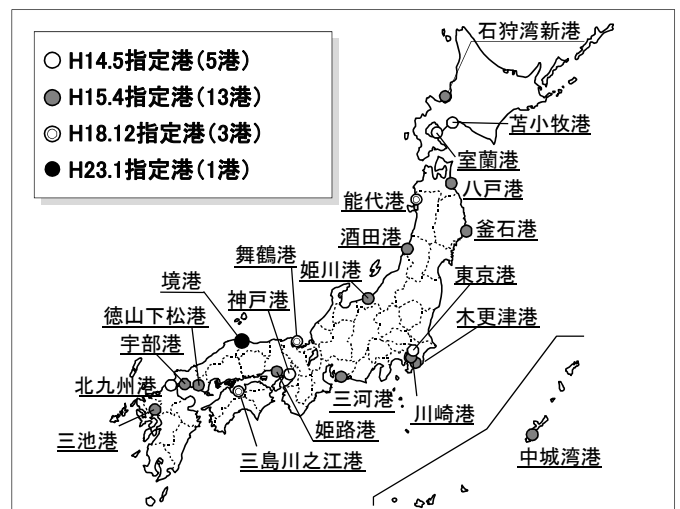 ○ H14.5指定港（5港）
● H15.4指定港（13港）
◎ H18.12指定港（3港）
● H23.1指定港（1港）
石狩湾新港
苫小牧港
室蘭港
八戸港
能代港
釜石港
酒田港
舞鶴港
姫川港
東京港
境港
神戸港
木更津港
徳山下松港
宇部港
北九州港
三河港
川崎港
姫路港
三池港
三島川之江港
中城湾港